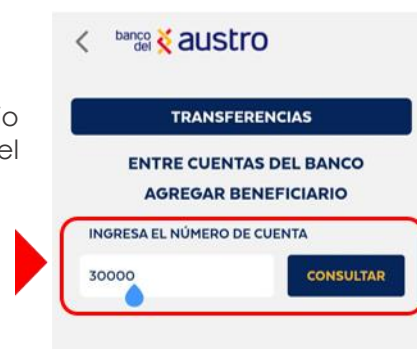 banco del austro
TRANSFERENCIAS
ENTRE CUENTAS DEL BANCO
AGREGAR BENEFICIARIO
INGRESA EL NÚMERO DE CUENTA
30000
CONSULTAR